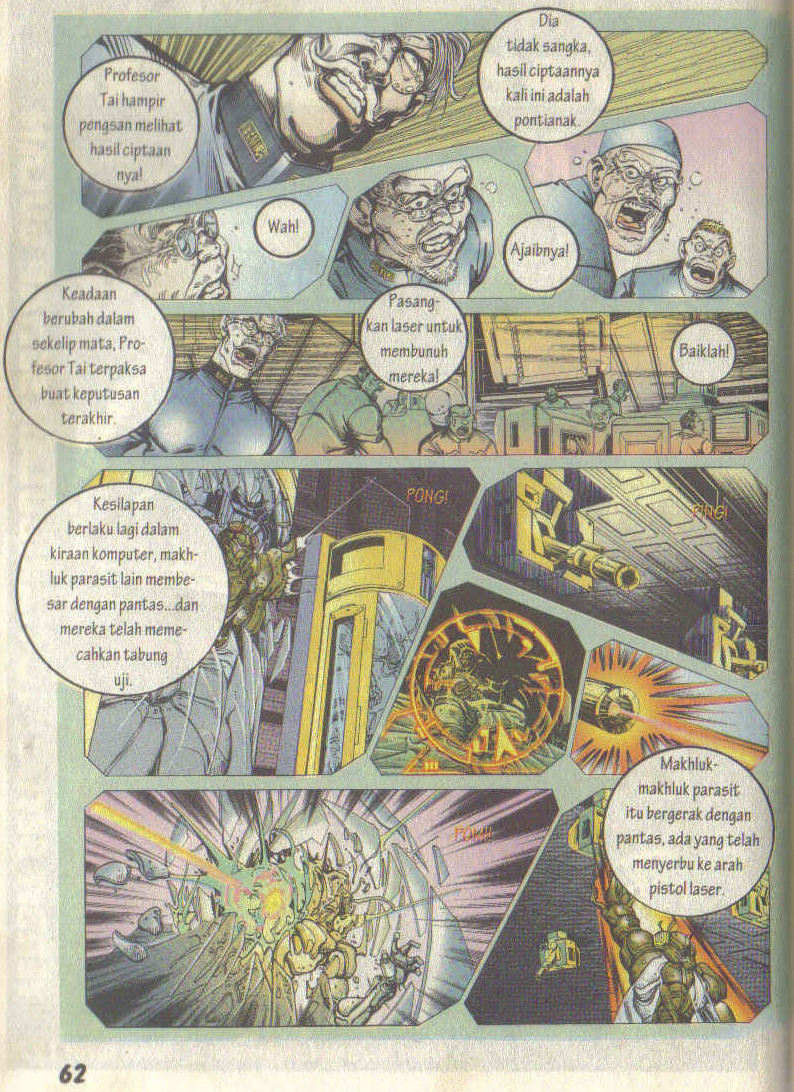 Profesor
Tai hampir
pengsan melihat
hasil ciptaan
nya!
Dia
tidak sangka,
hasil ciptaannya
kali ini adalah
pontianak.
Wah!
Ajaibnya!
Keadaan
berubah dalam
sekelip mata, Pro-
fesor Tai terpaksa
buat keputusan
terakhir.
Pasang-
kan laser untuk
membunuh
mereka!
Baiklah!
Kesilapan
berlaku lagi dalam
kiraan komputer, makh-
luk parasit lain membe-
sar dengan pantas...dan
mereka telah meme-
cahkan tabung
uji.
PONG!
PING!
Makhluk-
makhluk parasit
itu bergerak dengan
pantas, ada yang telah
menyerbu ke arah
pistol laser.
62